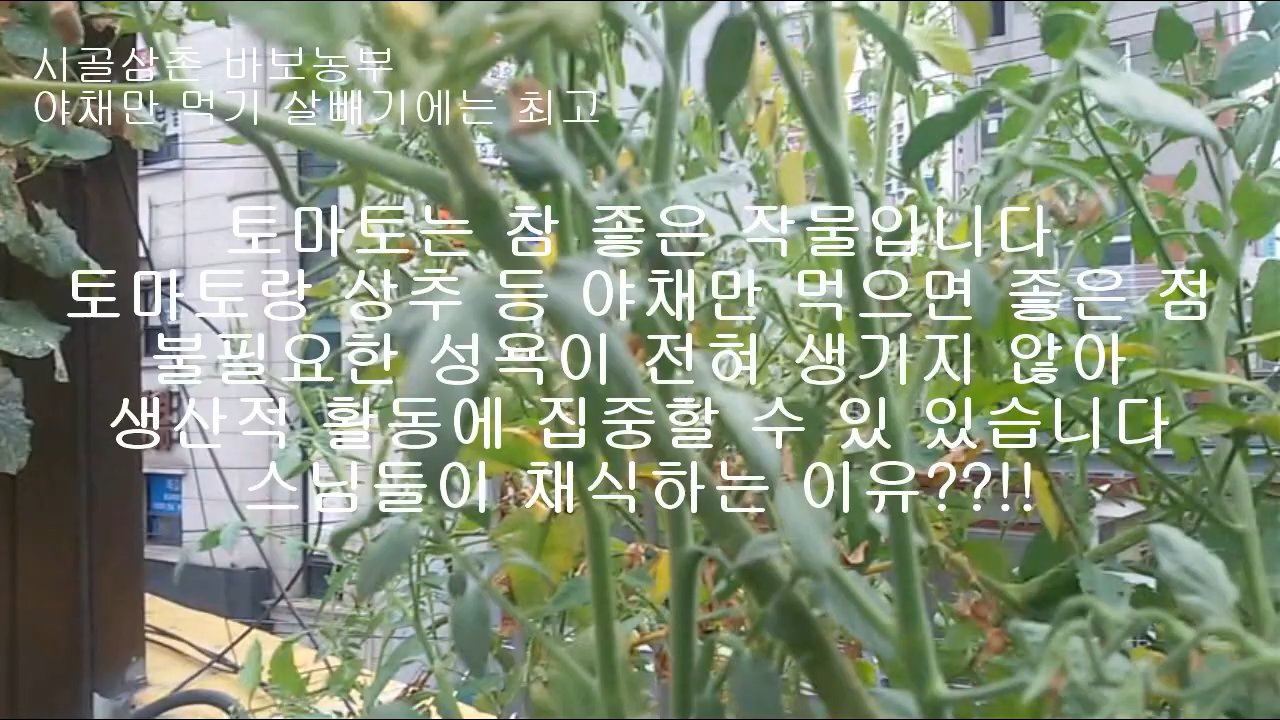 시골삼촌 바보농부
야채만 먹기 살빼기에는 최고
토마토는 참 좋은 작물입니다
토마토랑 상추 등 야채만 먹으면 좋은 점
불필요한 성욕이 전혀 생기지 않아
생산적 활동에 집중할 수 있 있습니다
스님들이 채식하는 이유??!!